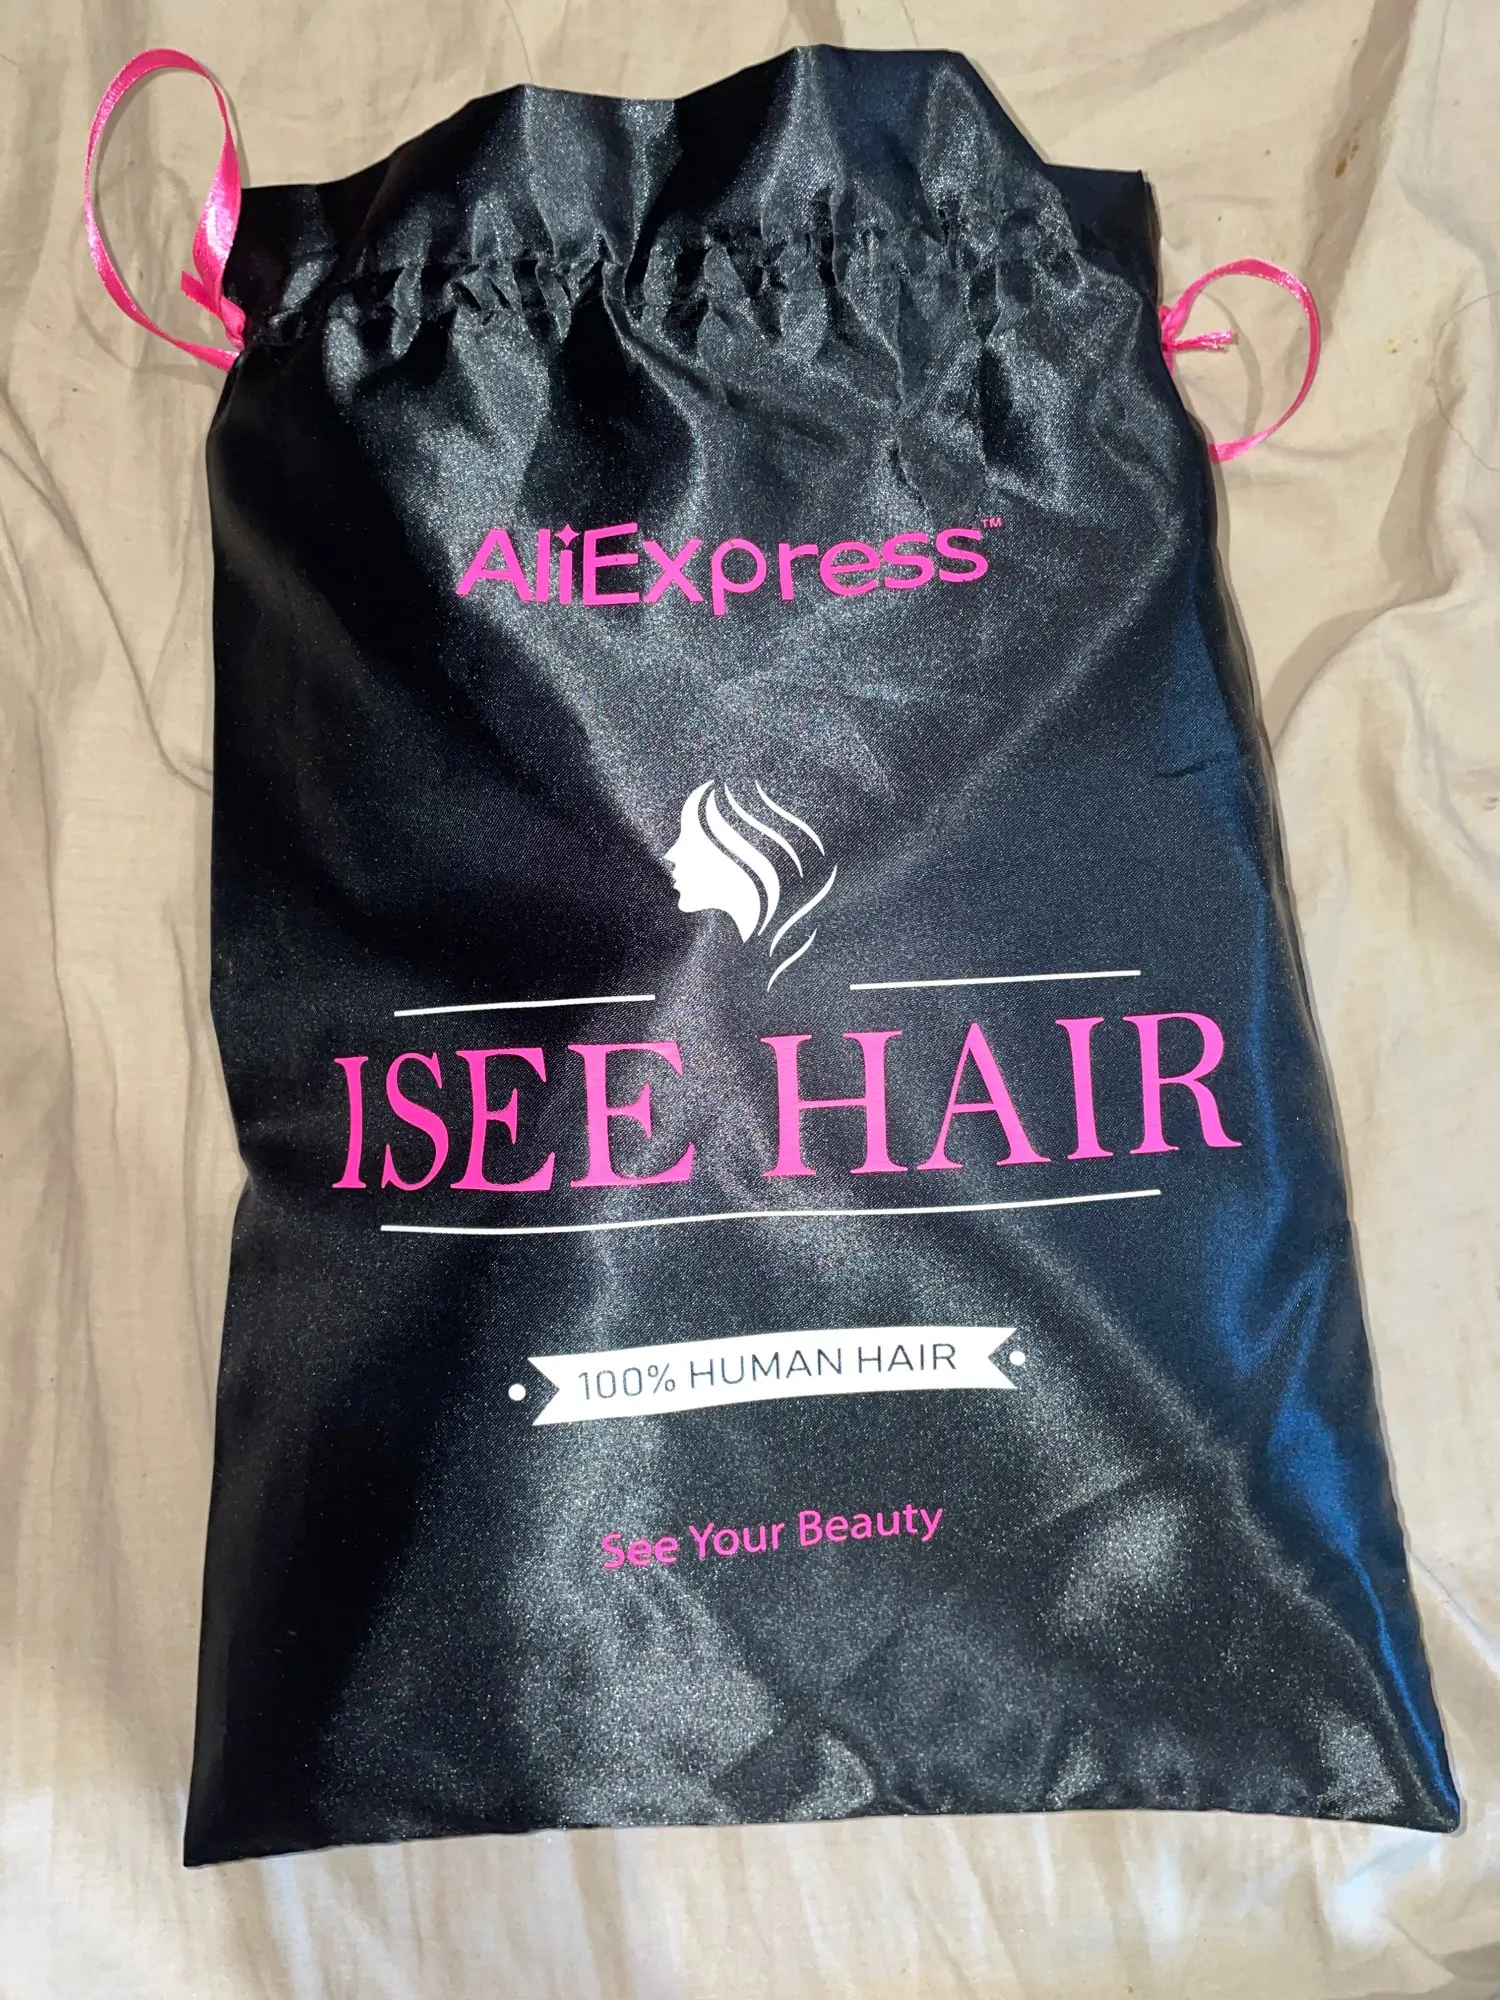 AliExpress™
ISEE HAIR
100% HUMAN HAIR
See Your Beauty